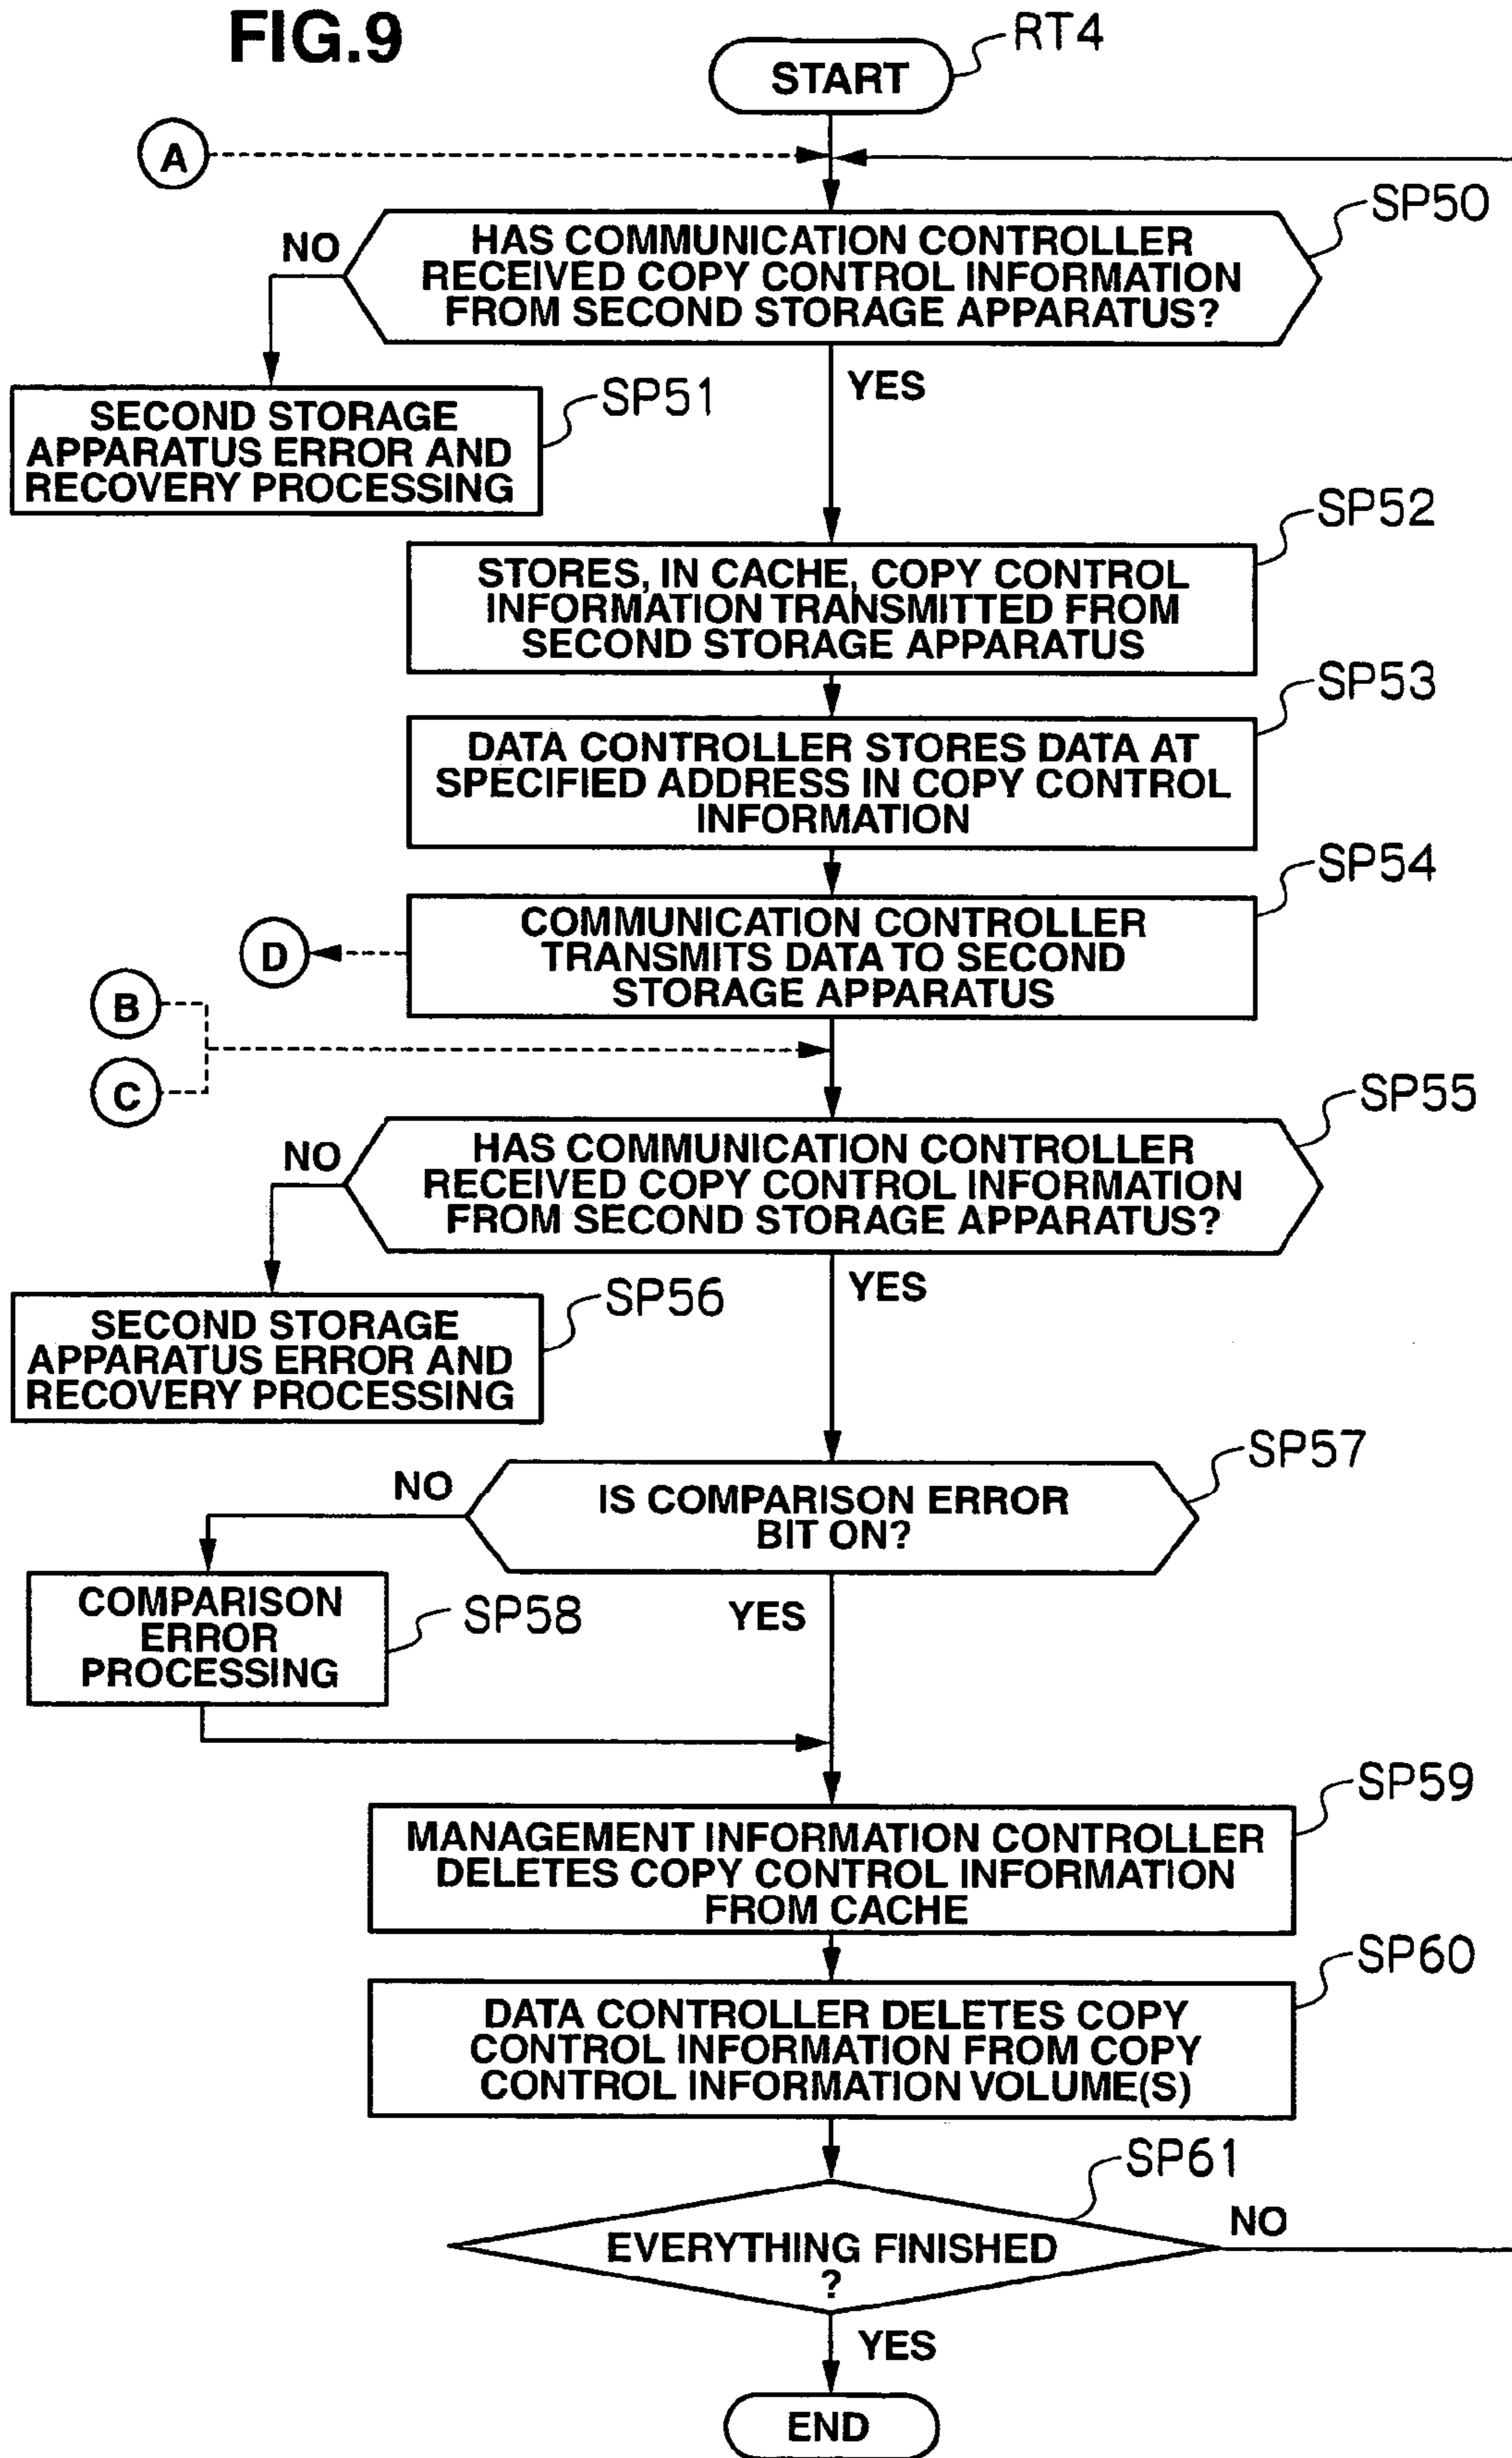 FIG.9
RT4
START
A
SP50
NO
HAS COMMUNICATION CONTROLLER
RECEIVED COPY CONTROL INFORMATION
FROM SECOND STORAGE APPARATUS?
YES
SP51
SECOND STORAGE
APPARATUS ERROR AND
RECOVERY PROCESSING
SP52
STORES, IN CACHE, COPY CONTROL
INFORMATION TRANSMITTED FROM
SECOND STORAGE APPARATUS
SP53
DATA CONTROLLER STORES DATA AT
SPECIFIED ADDRESS IN COPY CONTROL
INFORMATION
SP54
COMMUNICATION CONTROLLER
TRANSMITS DATA TO SECOND
STORAGE APPARATUS
D
B
C
SP55
NO
HAS COMMUNICATION CONTROLLER
RECEIVED COPY CONTROL INFORMATION
FROM SECOND STORAGE APPARATUS?
YES
SP56
SECOND STORAGE
APPARATUS ERROR AND
RECOVERY PROCESSING
SP57
NO
IS COMPARISON ERROR
BIT ON?
YES
SP58
COMPARISON
ERROR
PROCESSING
SP59
MANAGEMENT INFORMATION CONTROLLER
DELETES COPY CONTROL INFORMATION
FROM CACHE
SP60
DATA CONTROLLER DELETES COPY
CONTROL INFORMATION FROM COPY
CONTROL INFORMATION VOLUME(S)
SP61
NO
EVERYTHING FINISHED
?
YES
END